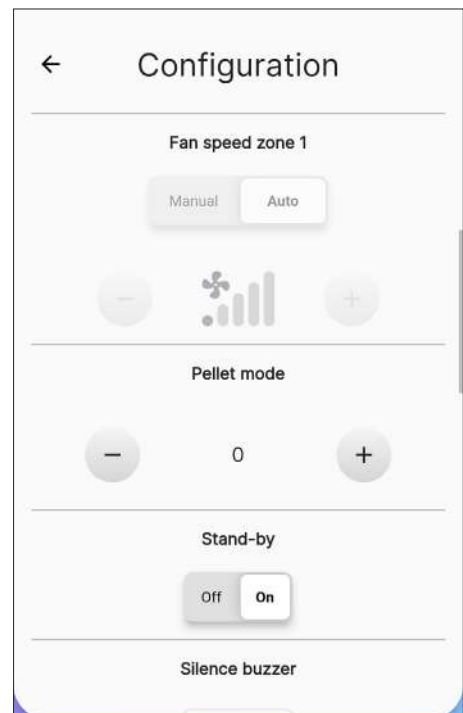 ← Configuration
Fan speed zone 1
Manual Auto
− +
Pellet mode
− 0 +
Stand-by
Off On
Silence buzzer